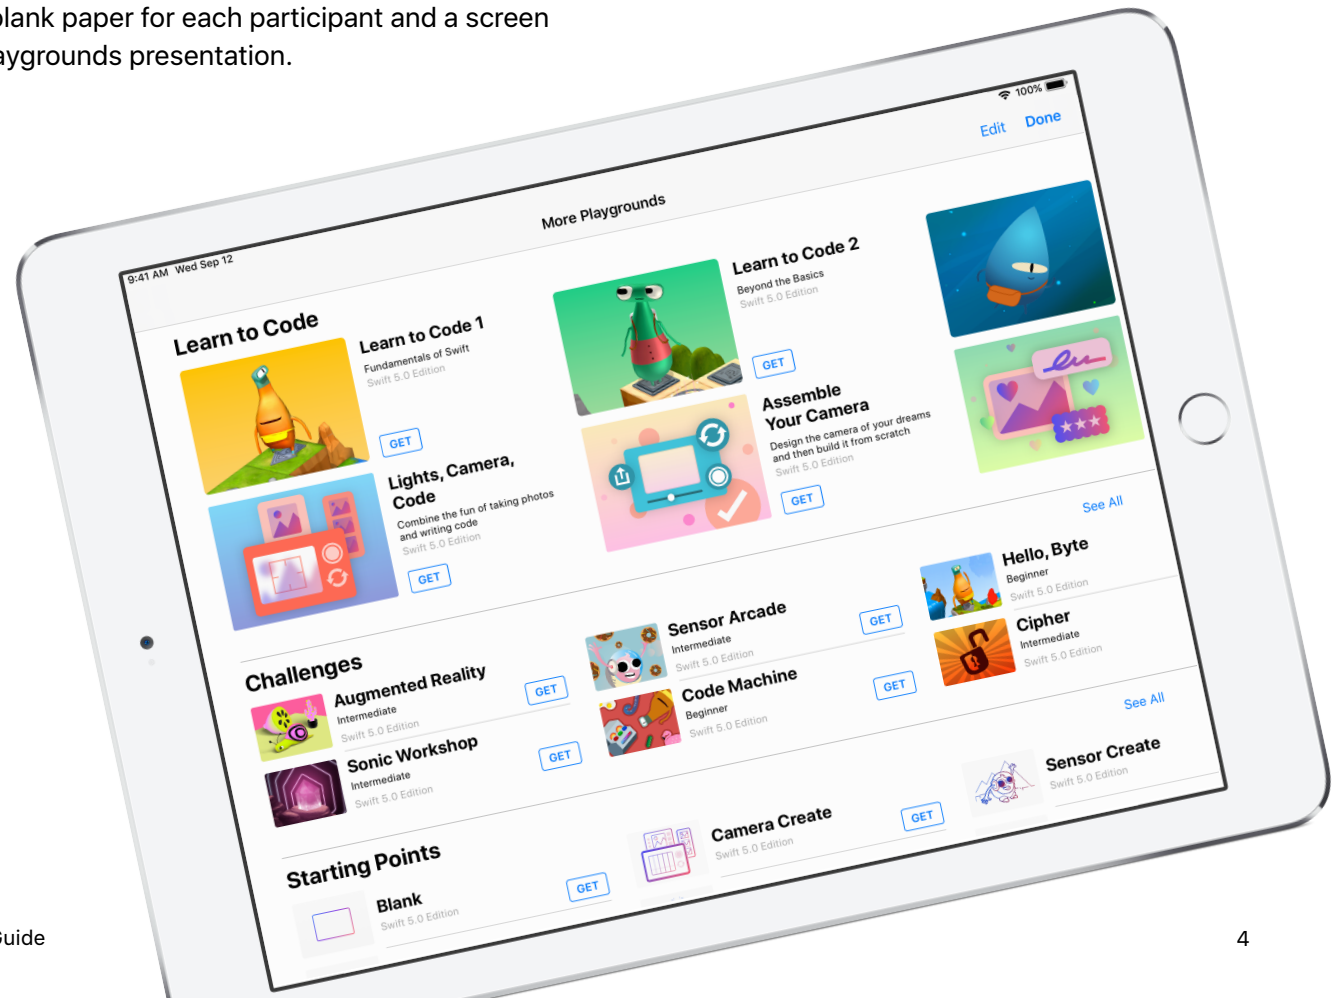 blank paper for each participant and a screen
aygrounds presentation.
9:41 AM Wed Sep 12
100%
Edit Done
More Playgrounds
Learn to Code
Learn to Code 1
Fundamentals of Swift
Swift 5.0 Edition
GET
Learn to Code 2
Beyond the Basics
Swift 5.0 Edition
GET
Lights, Camera,
Code
Combine the fun of taking photos
and writing code
Swift 5.0 Edition
GET
Assemble
Your Camera
Design the camera of your dreams
and then build it from scratch
Swift 5.0 Edition
GET
See All
Challenges
Augmented Reality
Intermediate
Swift 5.0 Edition
GET
Sensor Arcade
Intermediate
Swift 5.0 Edition
GET
Hello, Byte
Beginner
Swift 5.0 Edition
Sonic Workshop
Intermediate
Swift 5.0 Edition
GET
Code Machine
Beginner
Swift 5.0 Edition
GET
Cipher
Intermediate
Swift 5.0 Edition
See All
Starting Points
Blank
Swift 5.0 Edition
GET
Camera Create
Swift 5.0 Edition
GET
Sensor Create
Swift 5.0 Edition
Guide
4